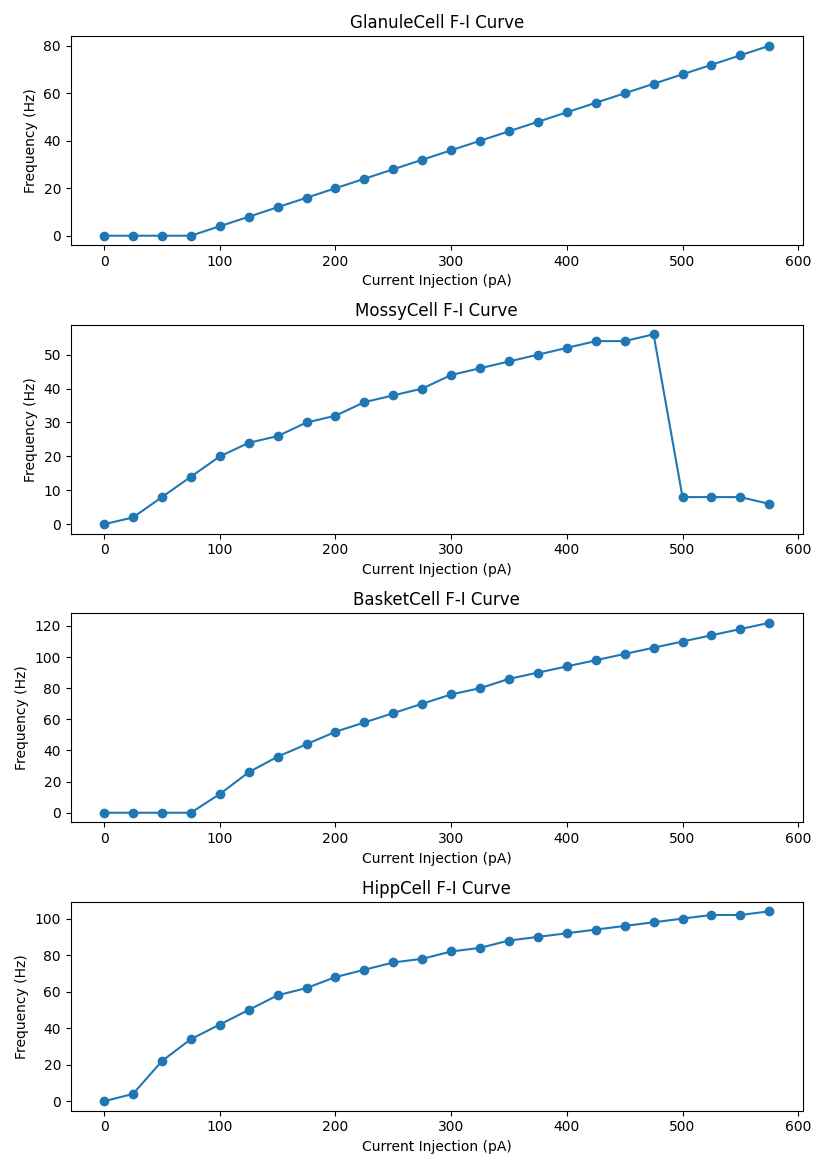 GlanuleCell F-I Curve
80
60
40
20
0
Frequency (Hz)
0 100 200 300 400 500 600
Current Injection (pA)
MossyCell F-I Curve
50
40
30
20
10
0
Frequency (Hz)
0 100 200 300 400 500 600
Current Injection (pA)
BasketCell F-I Curve
120
100
80
60
40
20
0
Frequency (Hz)
0 100 200 300 400 500 600
Current Injection (pA)
HippCell F-I Curve
100
80
60
40
20
0
Frequency (Hz)
0 100 200 300 400 500 600
Current Injection (pA)